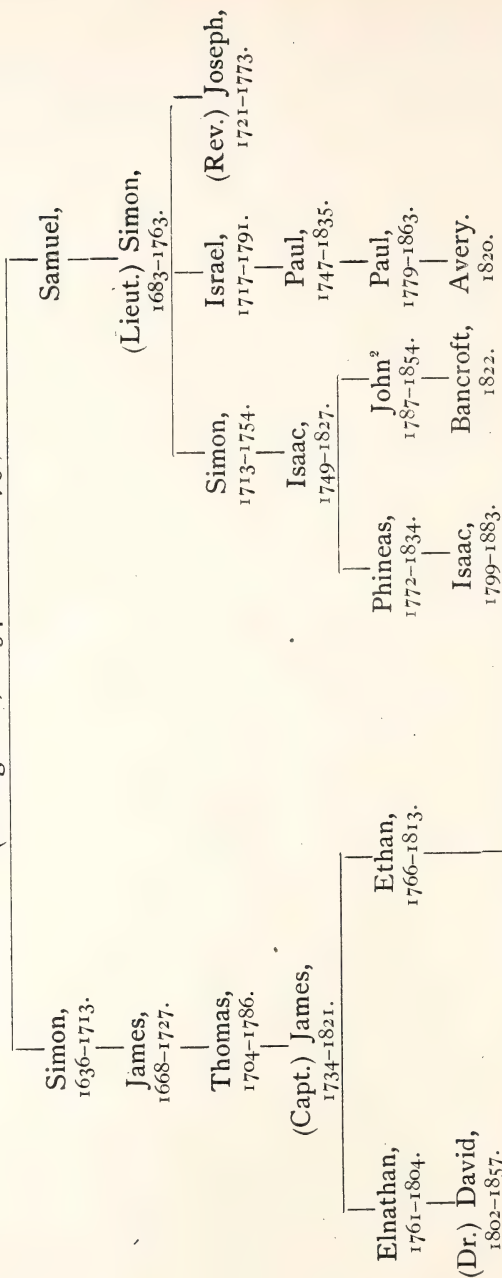 Samuel,
(Lieut.) Simon,
1683–1763.
Simon,
1713–1754.
Israel,
1717–1791.
(Rev.) Joseph,
1721–1773.
Isaac,
1749–1827.
Paul,
1747–1835.
Phineas,
1772–1834.
John²
1787–1854.
Paul,
1779–1863.
Isaac,
1799–1883.
Bancroft,
1822.
Avery.
1820.
Simon,
1636–1713.
James,
1668–1727.
Thomas,
1704–1786.
(Capt.) James,
1734–1821.
Elnathan,
1761–1804.
Ethan,
1766–1813.
(Dr.) David,
1802–1857.